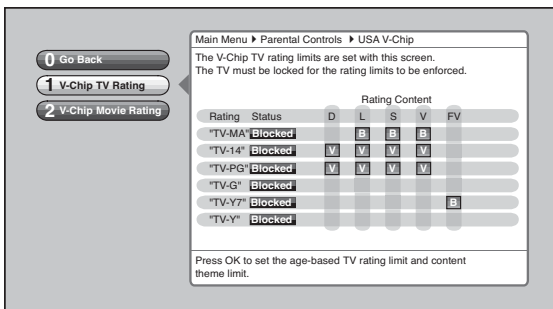 0 Go Back
1 V-Chip TV Rating
2 V-Chip Movie Rating
Main Menu ▶ Parental Controls ▶ USA V-Chip
The V-Chip TV rating limits are set with this screen.
The TV must be locked for the rating limits to be enforced.
Rating Content
Rating Status D L S V FV
"TV-MA" Blocked B B B
"TV-14" Blocked V V V V
"TV-PG" Blocked V V V V
"TV-G" Blocked
"TV-Y7" Blocked B
"TV-Y" Blocked
Press OK to set the age-based TV rating limit and content
theme limit.